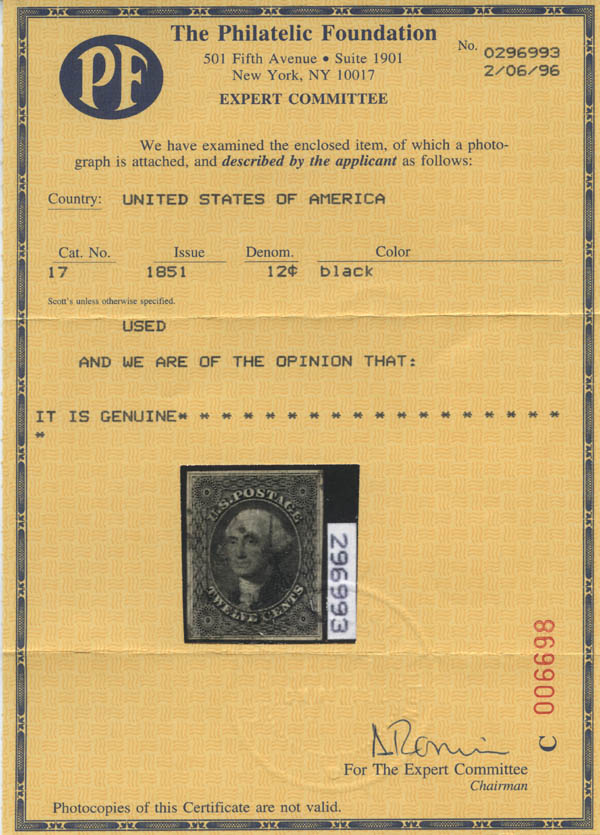 PF
The Philatelic Foundation
501 Fifth Avenue • Suite 1901
New York, NY 10017
EXPERT COMMITTEE
No. 0296993
2/06/96
We have examined the enclosed item, of which a photo-
graph is attached, and described by the applicant as follows:
Country: UNITED STATES OF AMERICA
Cat. No. Issue Denom. Color
17 1851 12¢ black
Scott's unless otherwise specified.
USED
AND WE ARE OF THE OPINION THAT:
IT IS GENUINE* * * * * * * * * * * * * * * * * * *
*
U.S. POSTAGE
TWELVE CENTS
296993
C 006698
For The Expert Committee
Chairman
Photocopies of this Certificate are not valid.